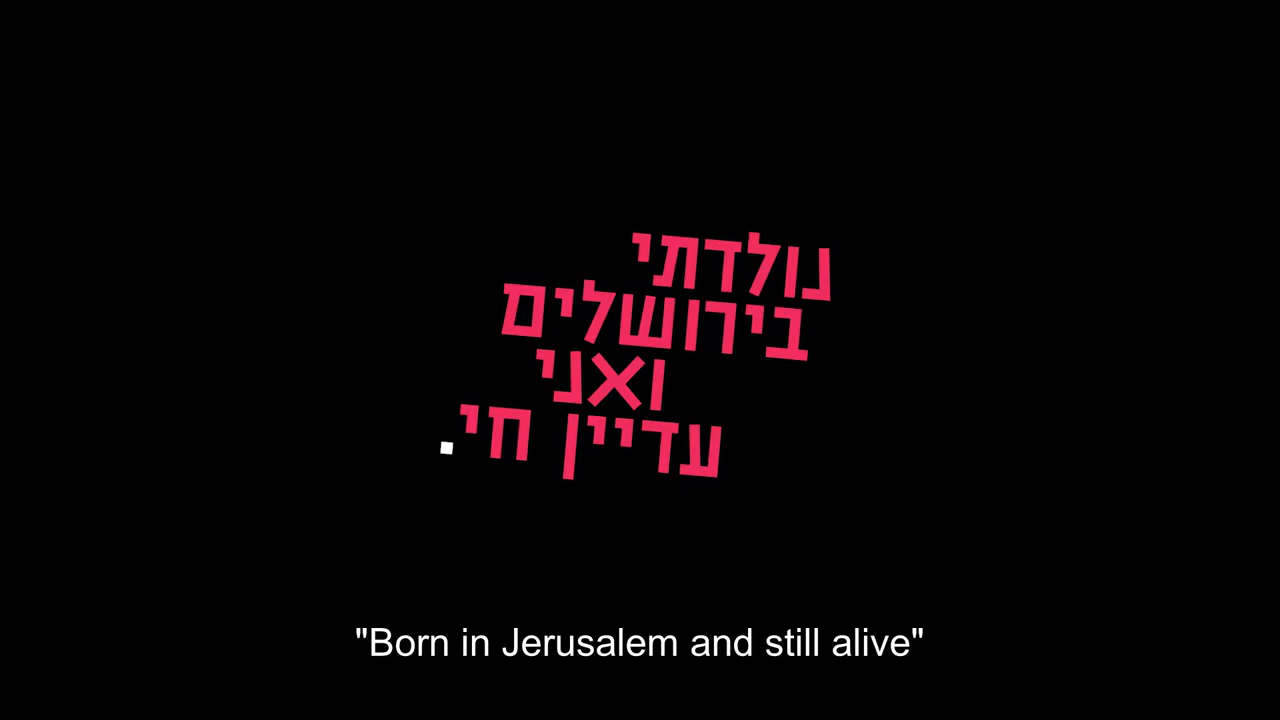 נולדתי
בירושלים
ואני
עדיין חי.
"Born in Jerusalem and still alive"